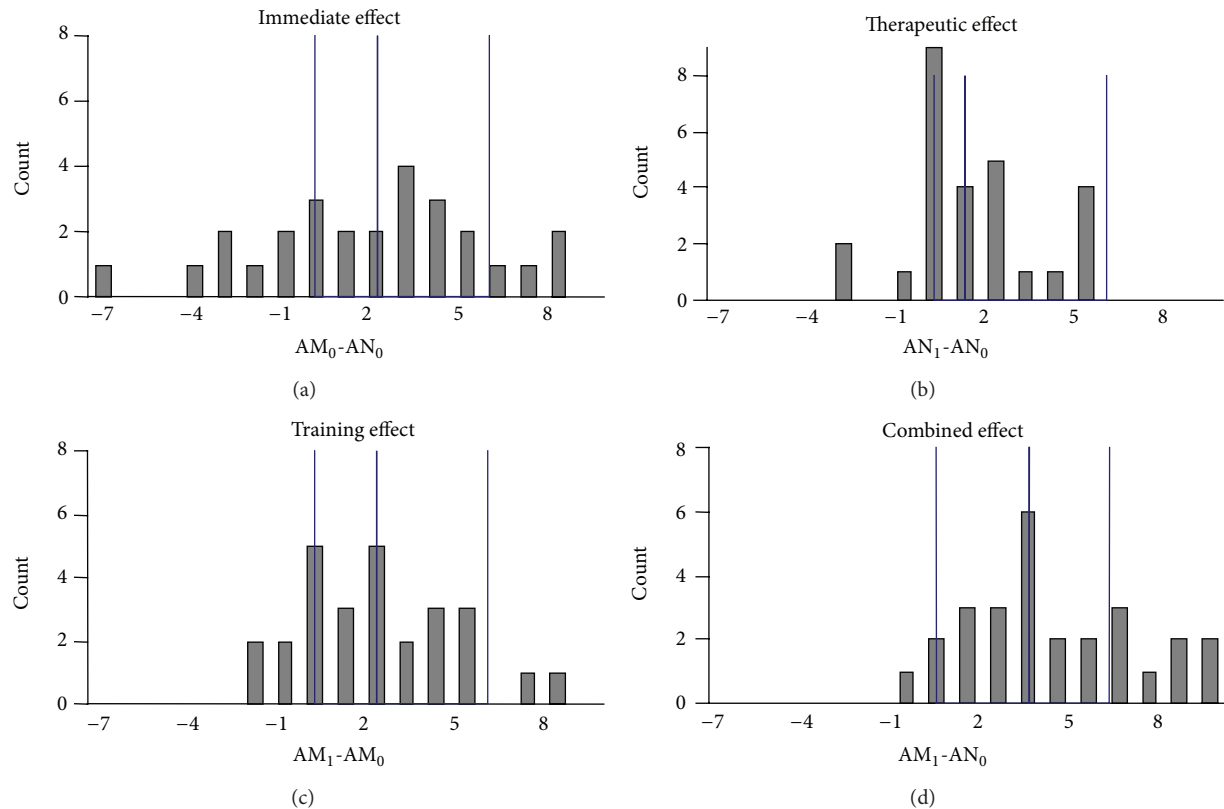 Immediate effect
8
6
4
2
0
Count
−7 −4 −1 2 5 8
AM₀-AN₀
(a)
Therapeutic effect
8
6
4
2
0
Count
−7 −4 −1 2 5 8
AN₁-AN₀
(b)
Training effect
8
6
4
2
0
Count
−7 −4 −1 2 5 8
AM₁-AM₀
(c)
Combined effect
8
6
4
2
0
Count
−7 −4 −1 2 5 8
AM₁-AN₀
(d)